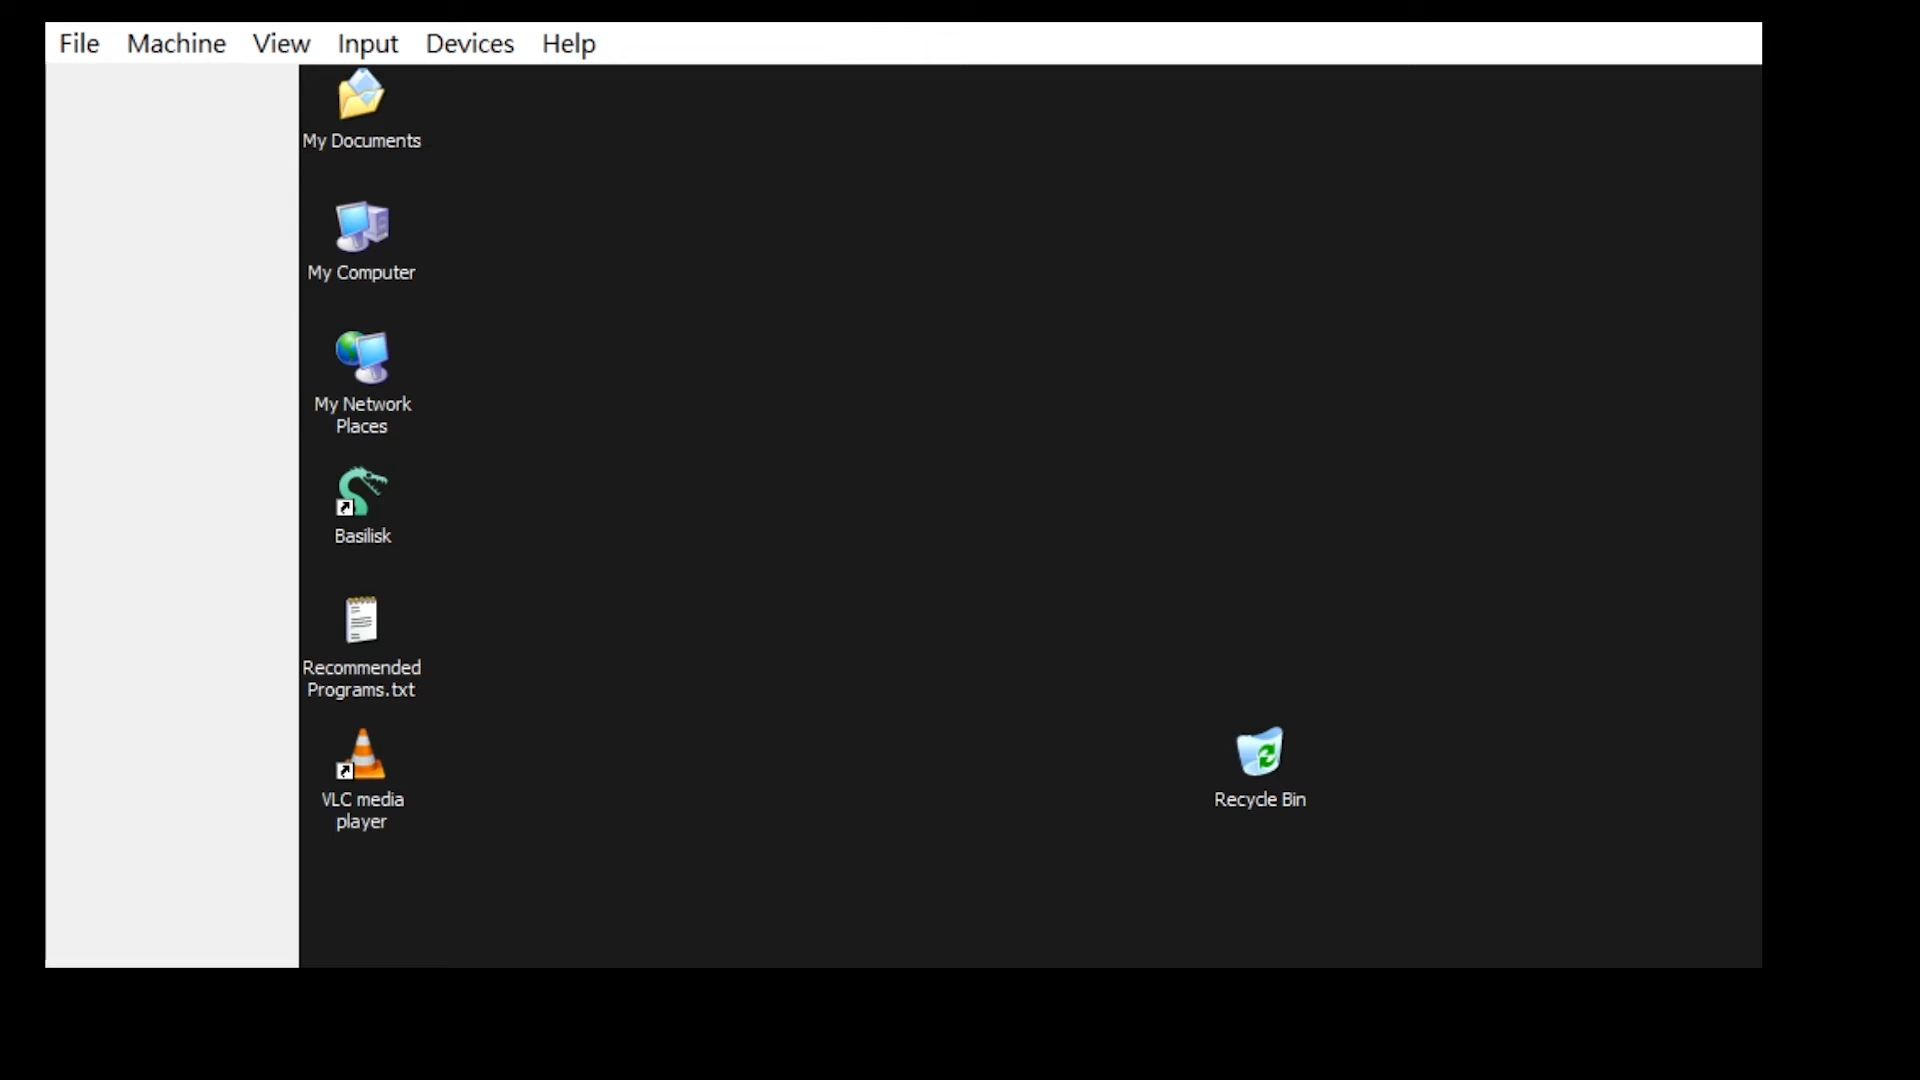 File Machine View Input Devices Help
My Documents
My Computer
My Network
Places
Basilisk
Recommended
Programs.txt
VLC media
player
Recycle Bin